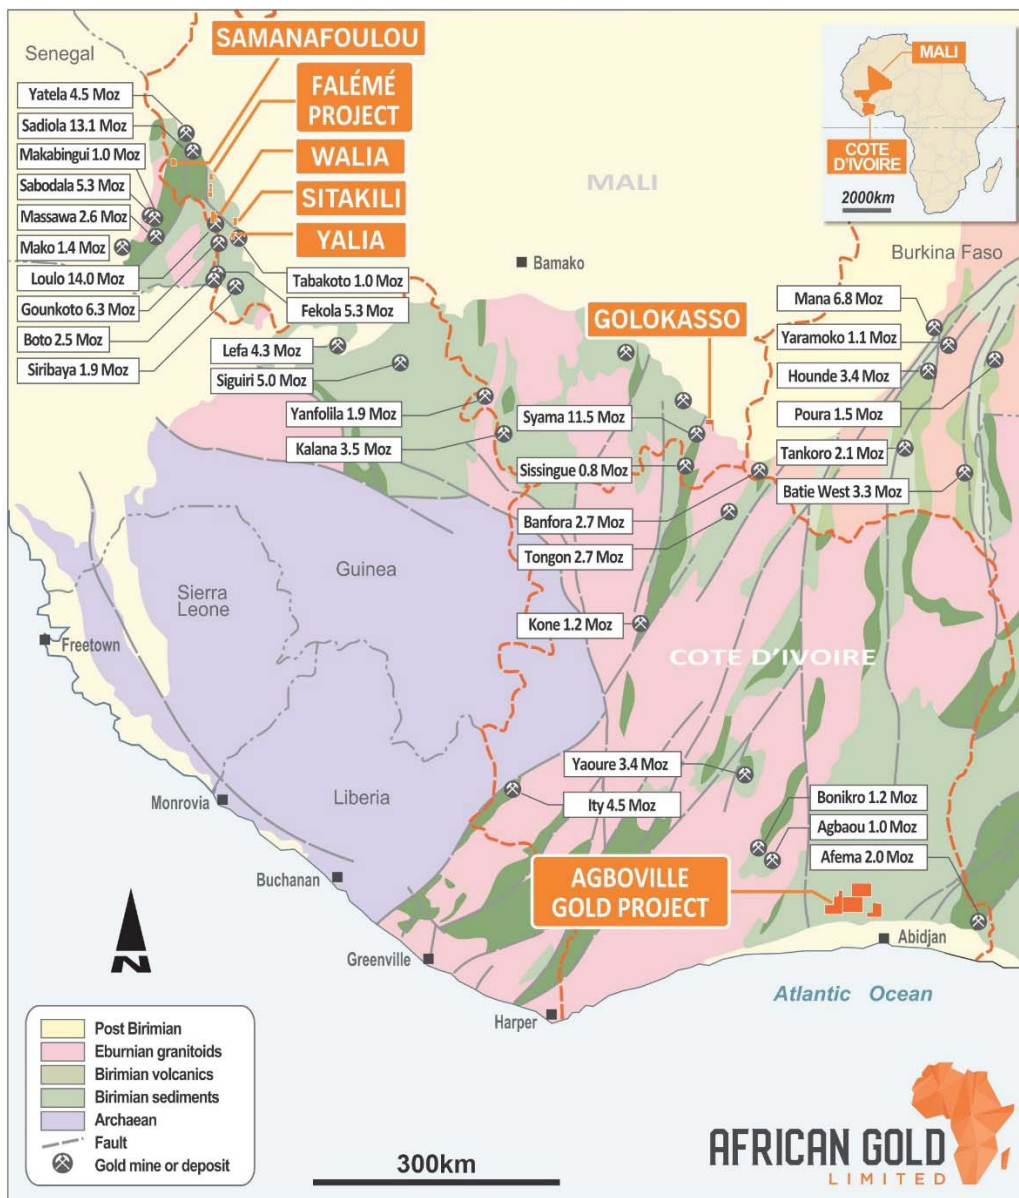 SAMANAFOULOU
Senegal
FALÉMÉ
PROJECT
MALI
COTE
D'IVOIRE
2000km
Yatela 4.5 Moz
Sadiola 13.1 Moz
Makabingui 1.0 Moz
Sabodala 5.3 Moz
Massawa 2.6 Moz
Mako 1.4 Moz
Loulo 14.0 Moz
Gounkoto 6.3 Moz
Boto 2.5 Moz
Siribaya 1.9 Moz
WALIA
SITAKILI
YALIA
MALI
Bamako
Burkina Faso
Tabakoto 1.0 Moz
Fekola 5.3 Moz
GOLOKASSO
Mana 6.8 Moz
Yaramoko 1.1 Moz
Hounde 3.4 Moz
Poura 1.5 Moz
Tankoro 2.1 Moz
Batie West 3.3 Moz
Lefa 4.3 Moz
Siguiri 5.0 Moz
Yanfolila 1.9 Moz
Kalana 3.5 Moz
Syama 11.5 Moz
Sissingue 0.8 Moz
Banfora 2.7 Moz
Tongon 2.7 Moz
Guinea
Sierra
Leone
Freetown
Kone 1.2 Moz
COTE D'IVOIRE
Yaoure 3.4 Moz
Ity 4.5 Moz
Bonikro 1.2 Moz
Agbaou 1.0 Moz
Afema 2.0 Moz
Monrovia
Liberia
Buchanan
AGBOVILLE
GOLD PROJECT
Abidjan
Greenville
Harper
Atlantic Ocean
N
Post Birimian
Eburnian granitoids
Birimian volcanics
Birimian sediments
Archaean
Fault
Gold mine or deposit
300km
AFRICAN GOLD
LIMITED